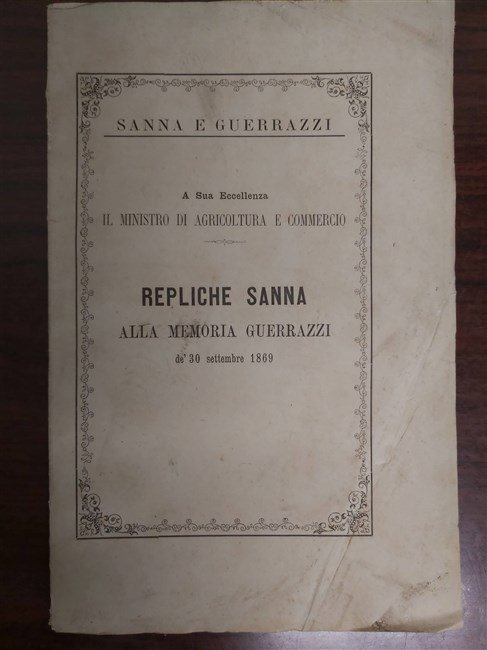 SANNA E GUERRAZZI
A Sua Eccellenza
IL MINISTRO DI AGRICOLTURA E COMMERCIO
REPLICHE SANNA
ALLA MEMORIA GUERRAZZI
de' 30 settembre 1869